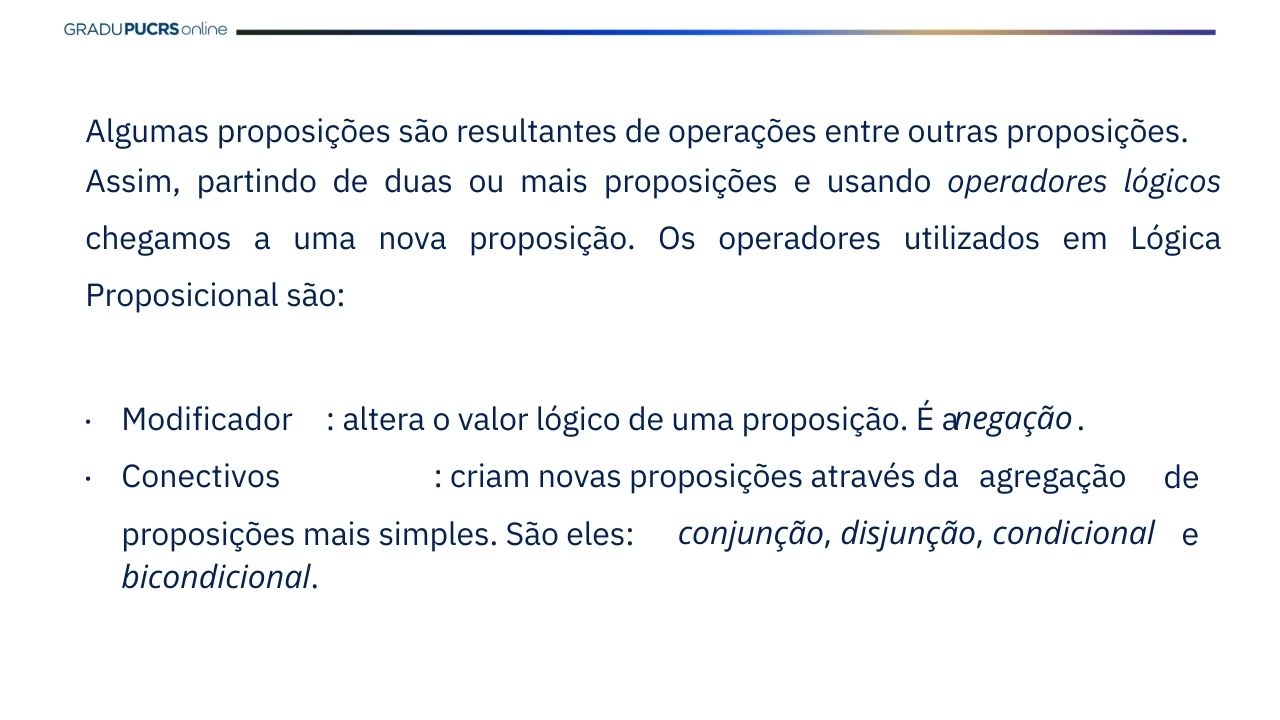 GRADUPUCRSonline
Algumas proposições são resultantes de operações entre outras proposições.
Assim, partindo de duas ou mais proposições e usando operadores lógicos
chegamos a uma nova proposição. Os operadores utilizados em Lógica
Proposicional são:
· Modificador : altera o valor lógico de uma proposição. É a negação .
· Conectivos : criam novas proposições através da agregação de
proposições mais simples. São eles: conjunção, disjunção, condicional e
bicondicional.